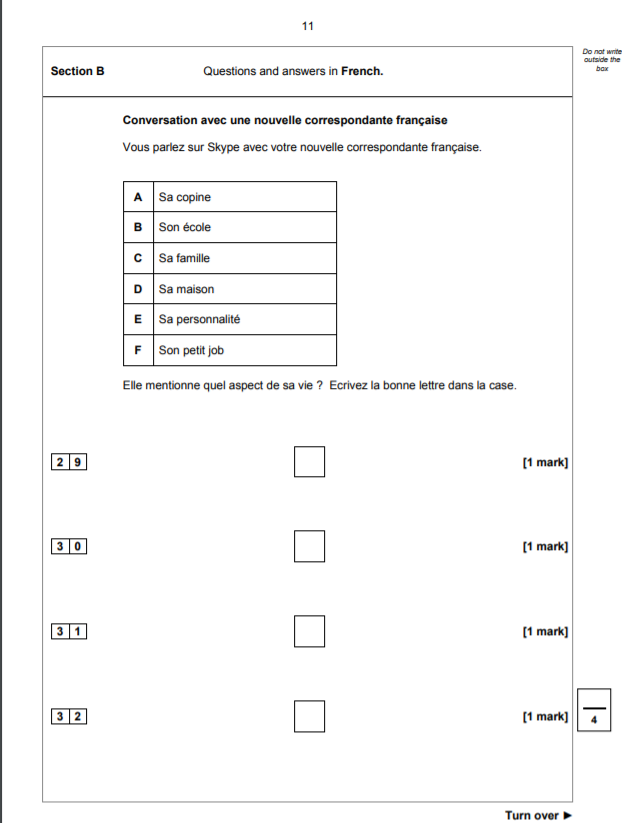 11
Do not write
outside the
box
Section B
Questions and answers in French.
Conversation avec une nouvelle correspondante française
Vous parlez sur Skype avec votre nouvelle correspondante française.
A Sa copine
B Son école
C Sa famille
D Sa maison
E Sa personnalité
F Son petit job
Elle mentionne quel aspect de sa vie ? Ecrivez la bonne lettre dans la case.
2 9 [1 mark]
3 0 [1 mark]
3 1 [1 mark]
3 2 [1 mark]
4
Turn over ▶